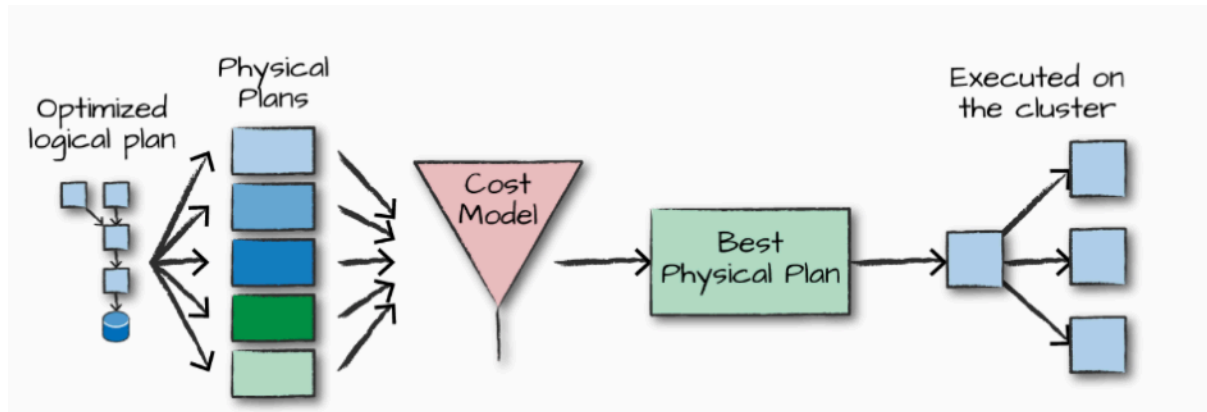 Optimized
logical plan
Physical
Plans
Cost
Model
Best
Physical Plan
Executed on
the cluster